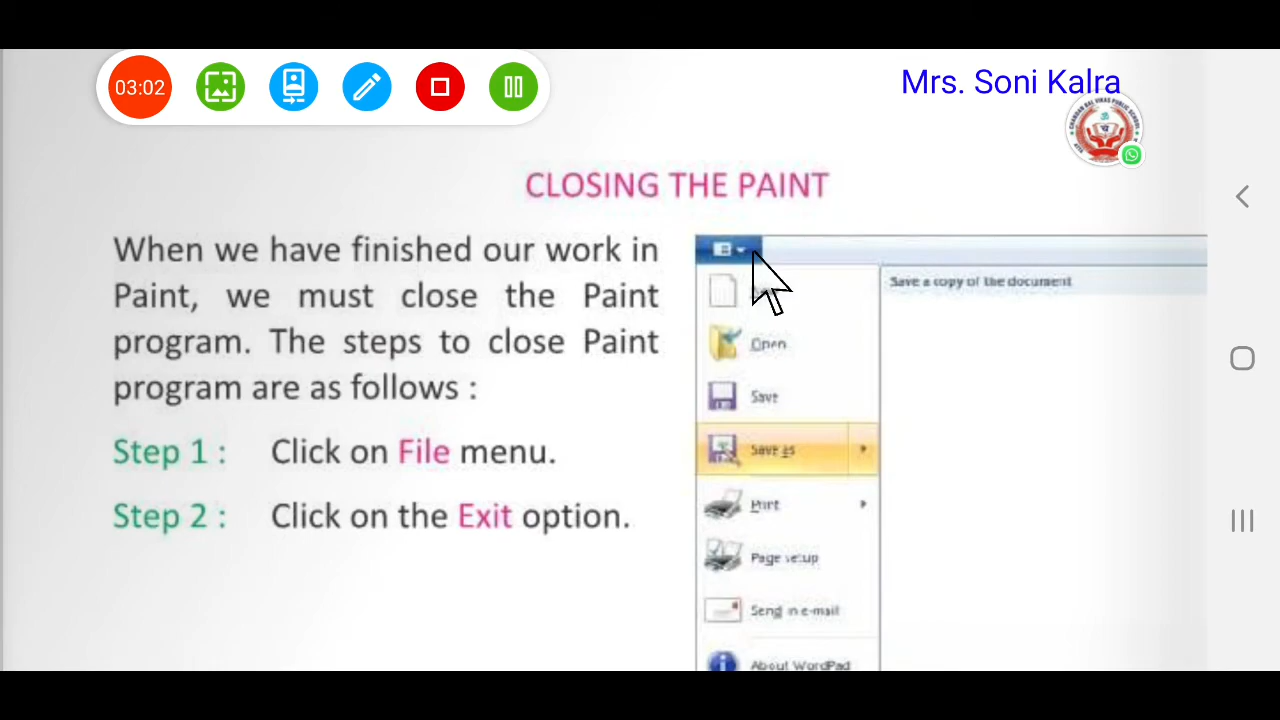 03:02
Mrs. Soni Kalra
CLOSING THE PAINT
When we have finished our work in
Paint, we must close the Paint
program. The steps to close Paint
program are as follows :
Step 1 : Click on File menu.
Step 2 : Click on the Exit option.
Save a copy of the document
Open
Save
Save as
Print
Page setup
Send in e-mail
About WordPad